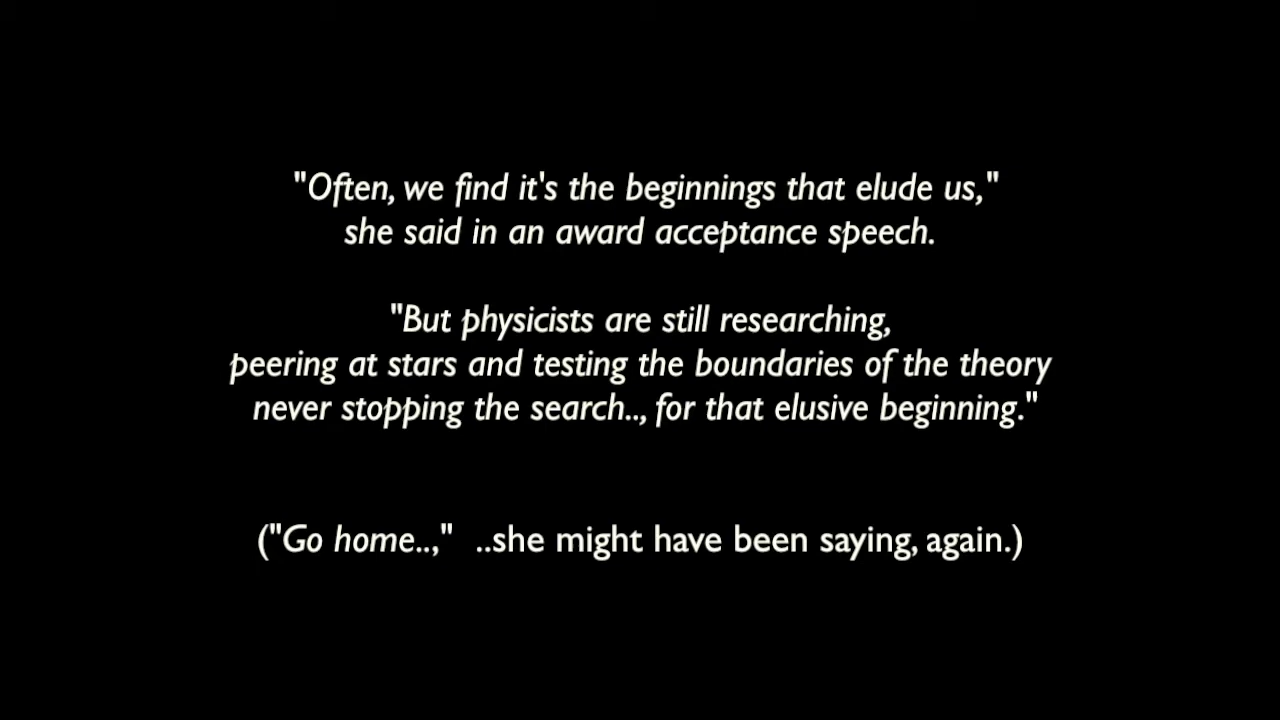 "Often, we find it's the beginnings that elude us,"
she said in an award acceptance speech.
"But physicists are still researching,
peering at stars and testing the boundaries of the theory
never stopping the search.., for that elusive beginning."
("Go home..," ..she might have been saying, again.)